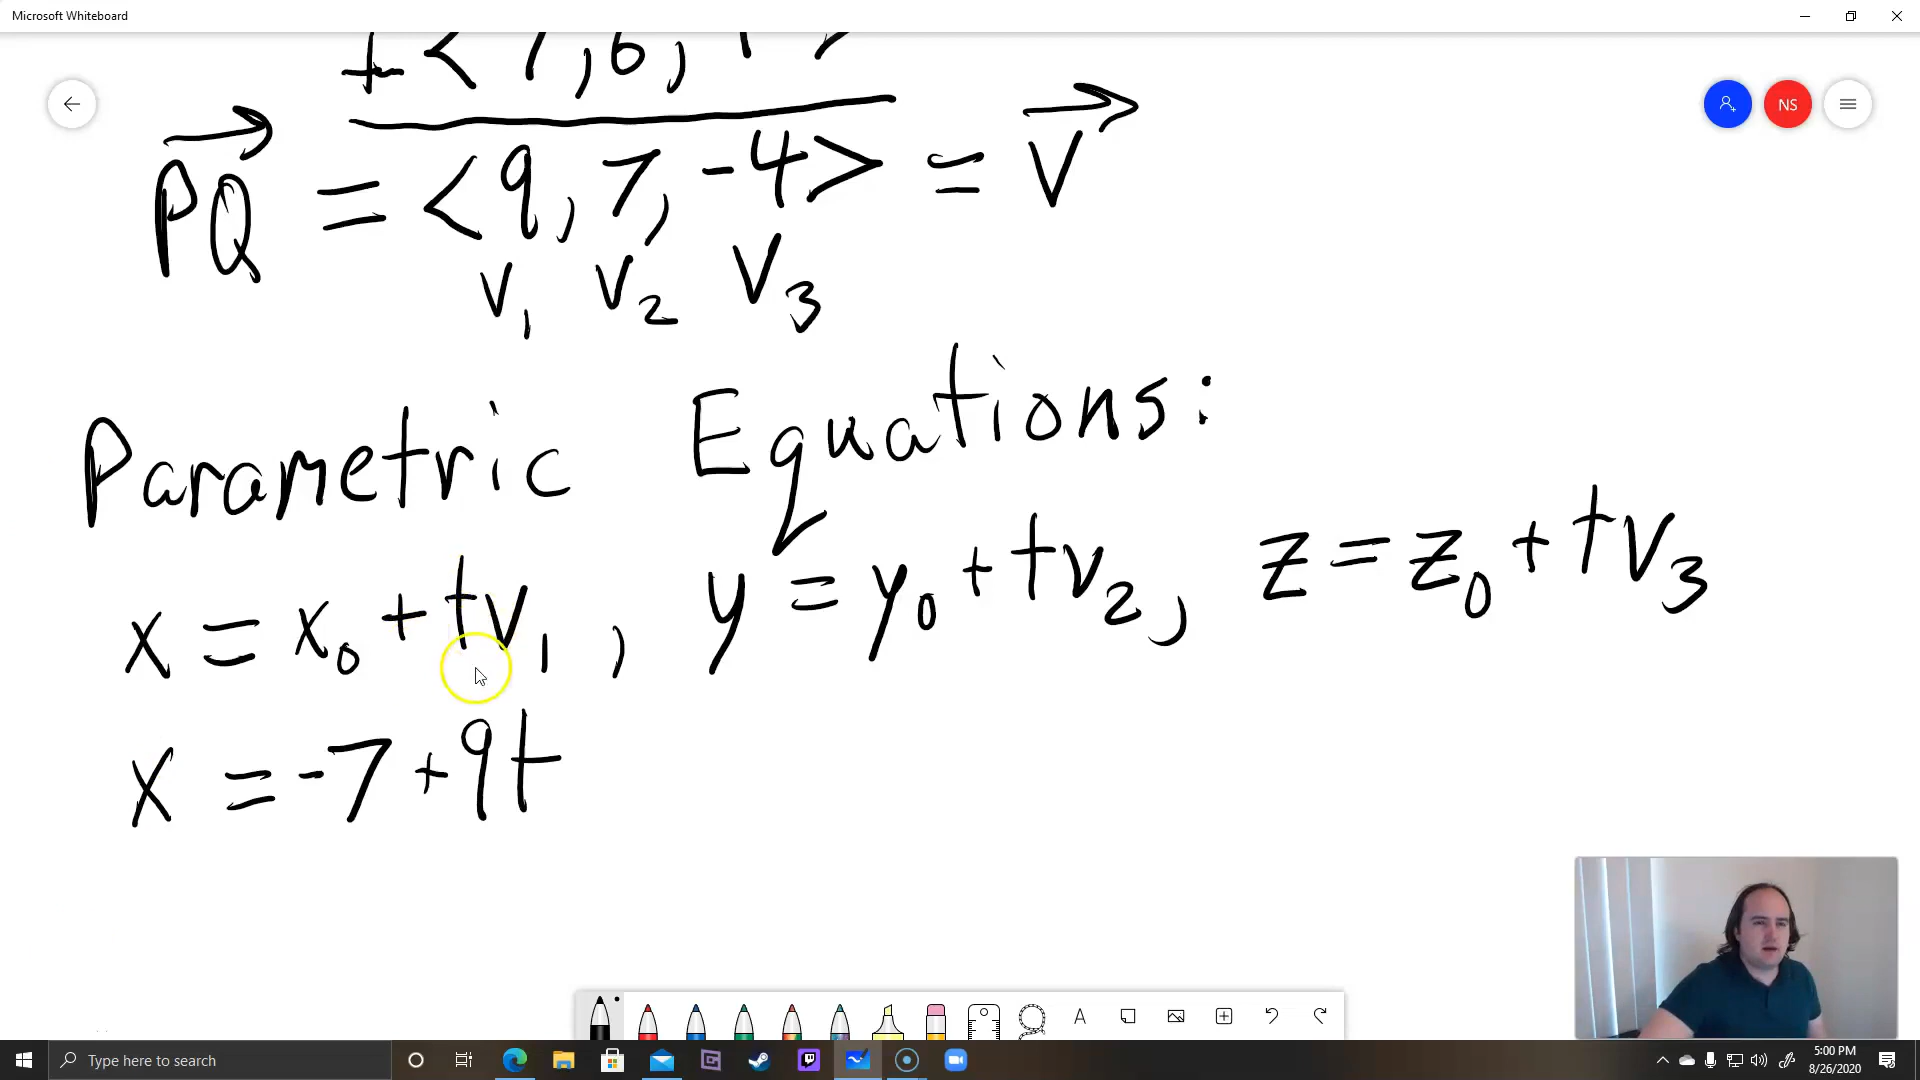 Microsoft Whiteboard
NS
PQ = <9, 7, -4> = V
V1 V2 V3
Parametric Equations:
x = x0 + tv1, y = y0 + tv2, z = z0 + tv3
x = -7 + 9t
A
Type here to search
5:00 PM
8/26/2020